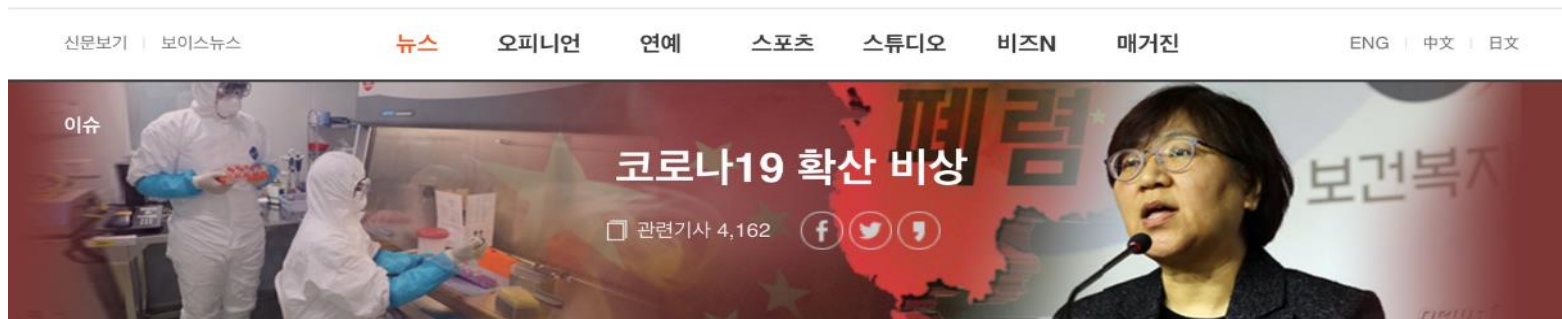 신문보기 보이스뉴스 뉴스 오피니언 연예 스포츠 스튜디오 비즈N 매거진 ENG 中文 日文
이슈
폐렴
코로나19 확산 비상
보건복지
관련기사 4,162